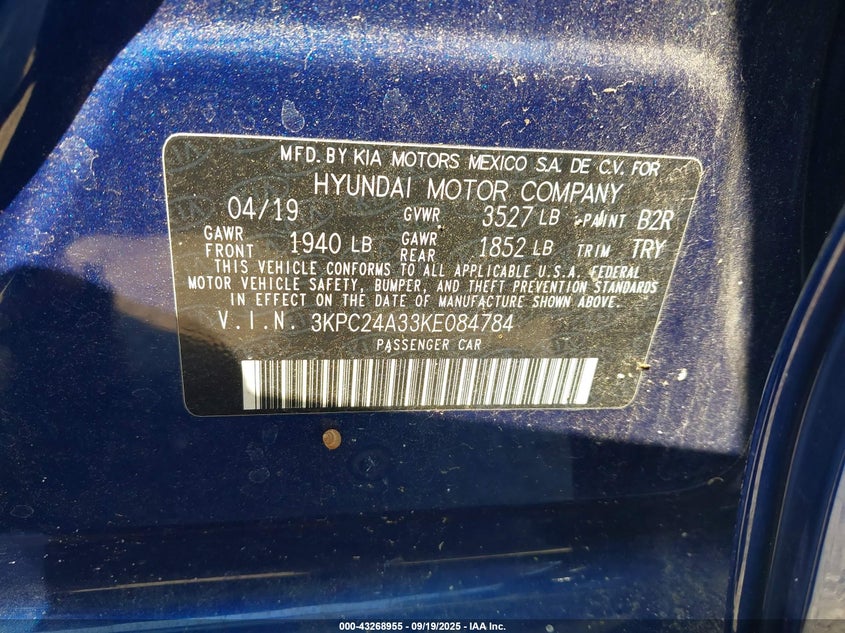 MFD. BY KIA MOTORS MEXICO S.A. DE C.V. FOR
HYUNDAI MOTOR COMPANY
04/19 GVWR 3527 LB PAINT B2R
GAWR FRONT 1940 LB GAWR REAR 1852 LB TRIM TRY
THIS VEHICLE CONFORMS TO ALL APPLICABLE U.S.A. FEDERAL
MOTOR VEHICLE SAFETY, BUMPER, AND THEFT PREVENTION STANDARDS
IN EFFECT ON THE DATE OF MANUFACTURE SHOWN ABOVE.
V.I.N. 3KPC24A33KE084784
PASSENGER CAR
000-43268955 - 09/19/2025 - IAA Inc.